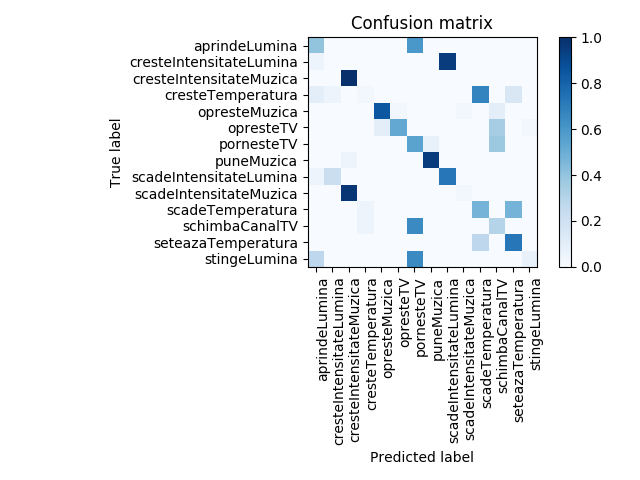 Confusion matrix
aprindeLumina
cresteIntensitateLumina
cresteIntensitateMuzica
cresteTemperatura
opresteMuzica
opresteTV
pornesteTV
puneMuzica
scadeIntensitateLumina
scadeIntensitateMuzica
scadeTemperatura
schimbaCanalTV
seteazaTemperatura
stingeLumina
True label
aprindeLumina
cresteIntensitateLumina
cresteIntensitateMuzica
cresteTemperatura
opresteMuzica
opresteTV
pornesteTV
puneMuzica
scadeIntensitateLumina
scadeIntensitateMuzica
scadeTemperatura
schimbaCanalTV
seteazaTemperatura
stingeLumina
Predicted label
1.0
0.8
0.6
0.4
0.2
0.0